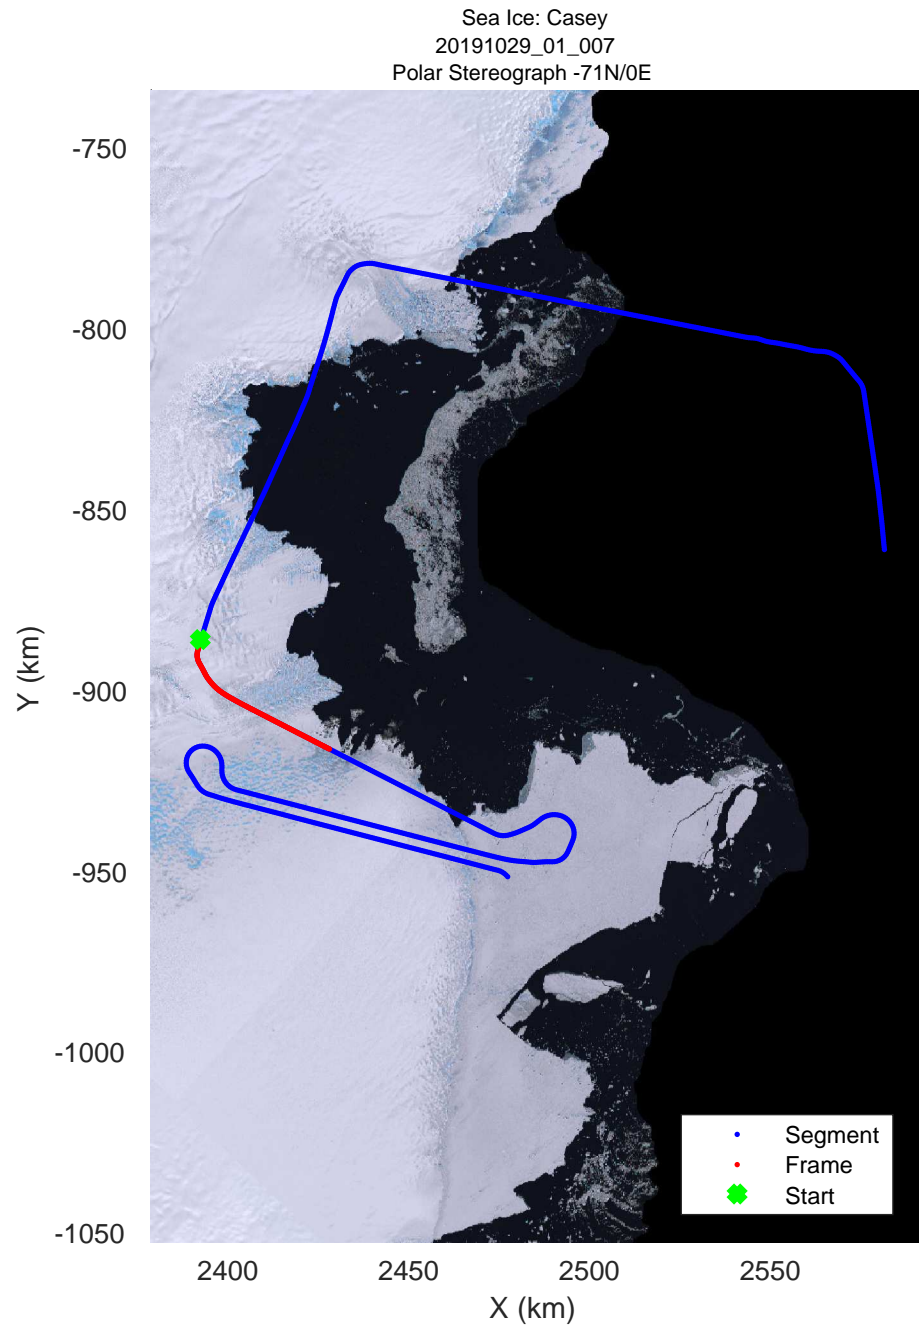 Sea Ice: Casey
20191029_01_007
Polar Stereograph -71N/0E
-750
-800
-850
-900
-950
-1000
-1050
Y (km)
2400
2450
2500
2550
X (km)
Segment
Frame
Start